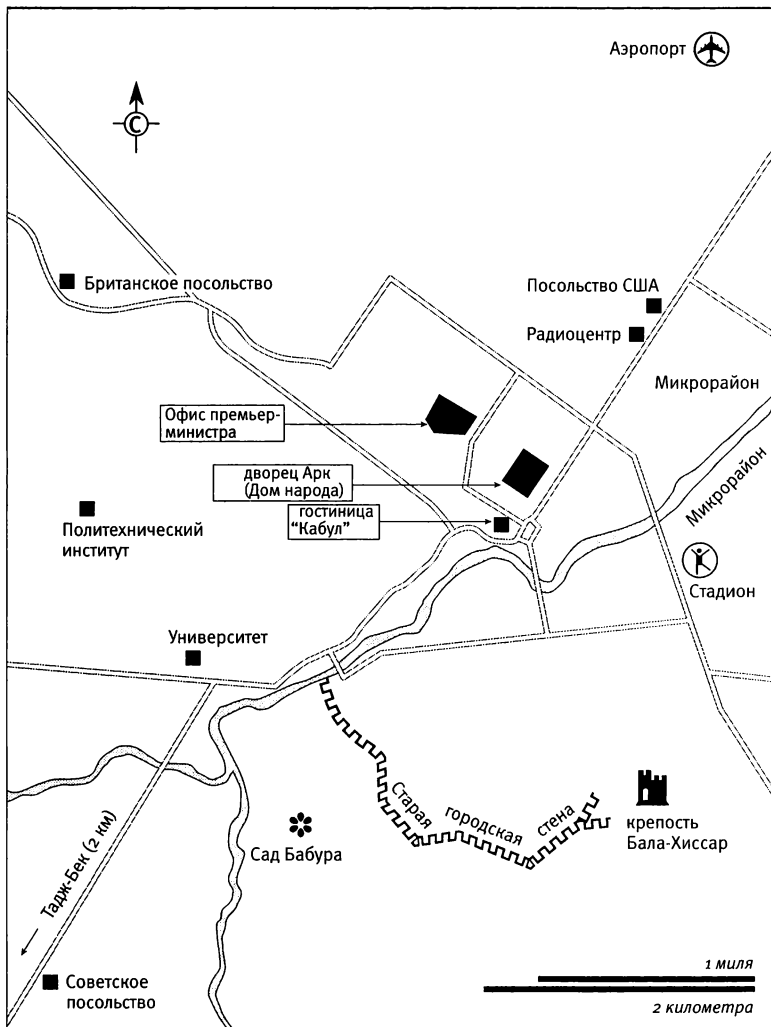 Аэропорт
С
Британское посольство
Посольство США
Радиоцентр
Микрорайон
Офис премьер-
министра
Микрорайон
дворец Арк
(Дом народа)
гостиница
"Кабул"
Политехнический
институт
Стадион
Университет
Старая городская стена
крепость
Бала-Хиссар
Сад Бабура
Тадж-Бек (2 км)
Советское
посольство
1 миля
2 километра